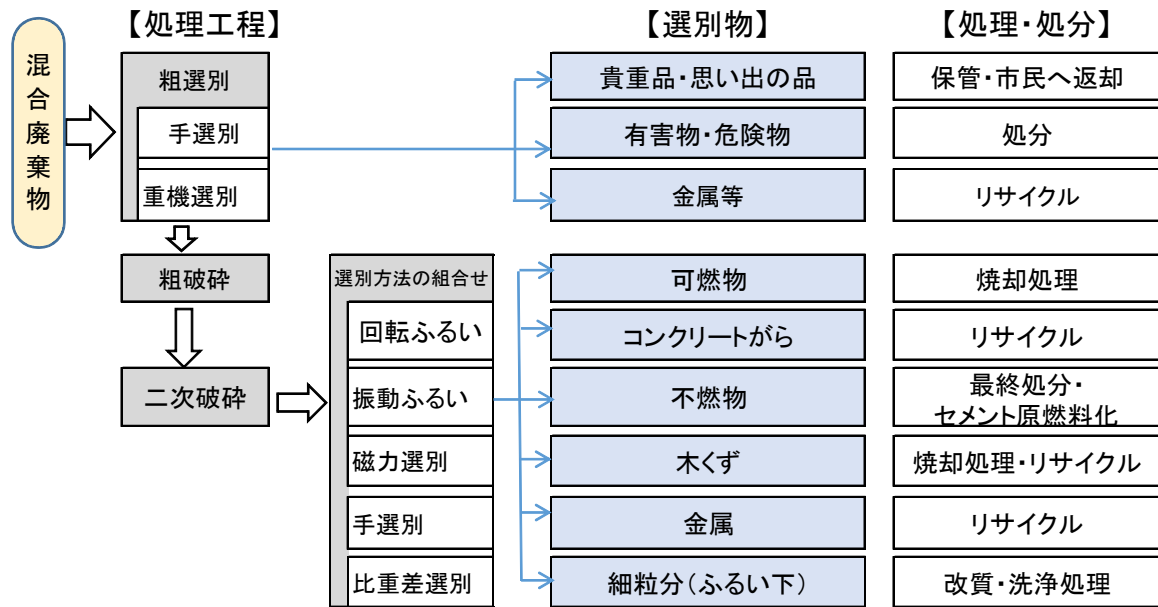 【処理工程】
【選別物】
【処理・処分】
混合廃棄物
粗選別
手選別
重機選別
貴重品・思い出の品
保管・市民へ返却
有害物・危険物
処分
金属等
リサイクル
粗破砕
二次破砕
選別方法の組合せ
回転ふるい
振動ふるい
磁力選別
手選別
比重差選別
可燃物
焼却処理
コンクリートがら
リサイクル
不燃物
最終処分・
セメント原燃料化
木くず
焼却処理・リサイクル
金属
リサイクル
細粒分（ふるい下）
改質・洗浄処理